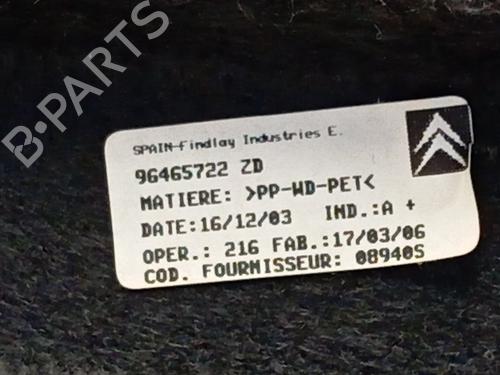 B-PARTS
SPAIN-Findlay Industries E.
96465722 ZD
MATIERE: >PP-WD-PET<
DATE:16/12/03 IND.:A +
OPER.: 216 FAB.:17/03/06
COD. FOURMISSEUR: 08940S